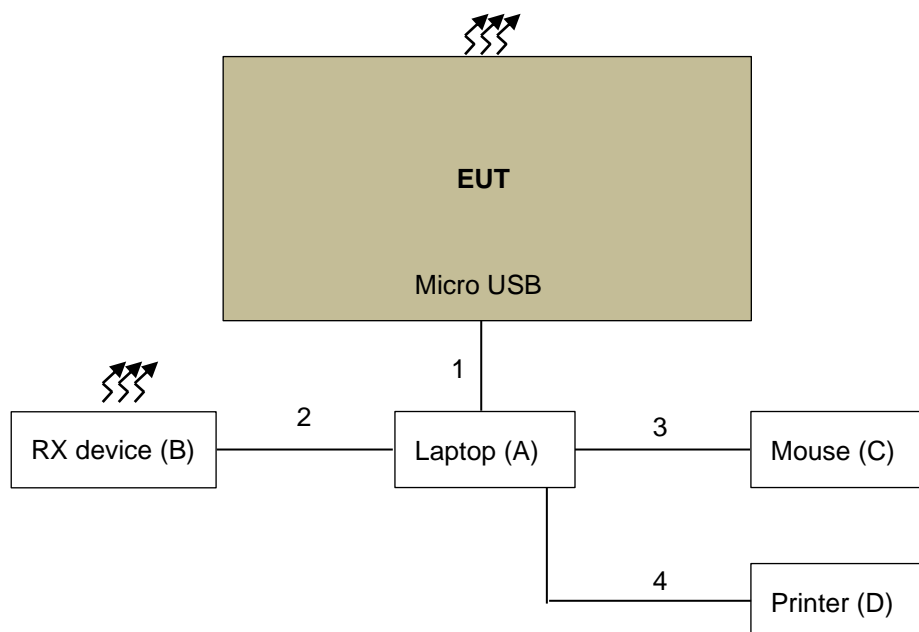 EUT
Micro USB
1
2
3
RX device (B)
Laptop (A)
Mouse (C)
4
Printer (D)